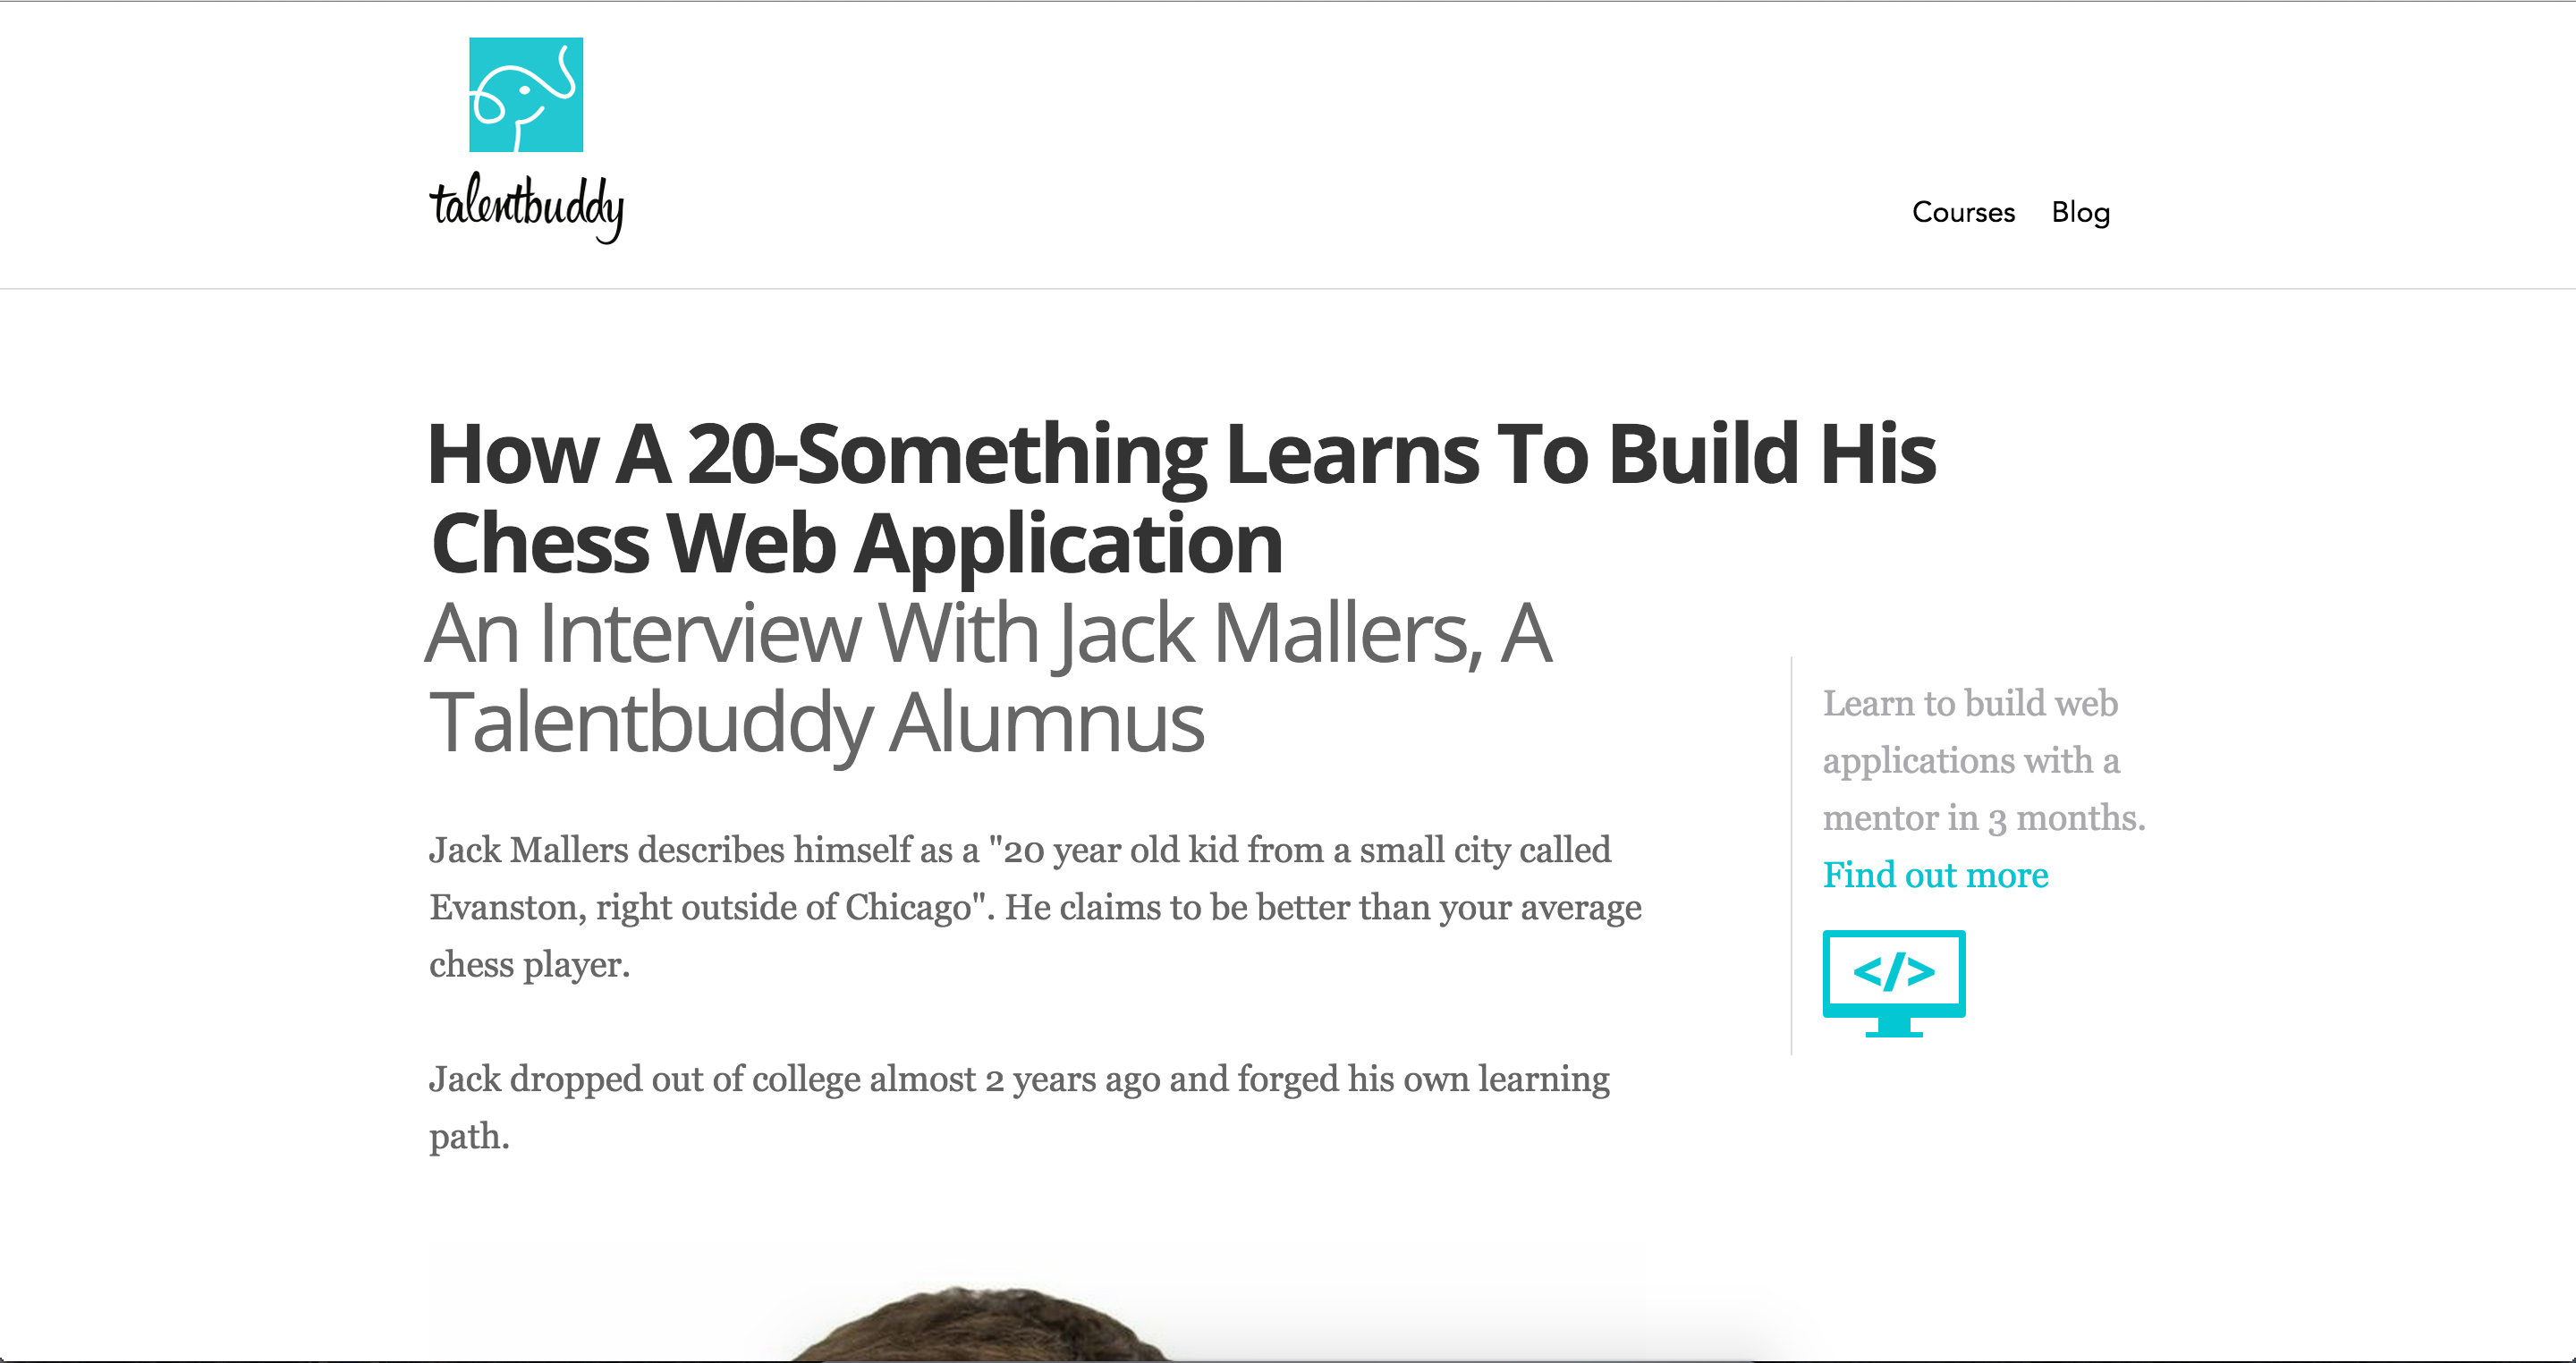 talentbuddy
Courses
Blog
How A 20-Something Learns To Build His
Chess Web Application
An Interview With Jack Mallers, A
Talentbuddy Alumnus
Jack Mallers describes himself as a "20 year old kid from a small city called
Evanston, right outside of Chicago". He claims to be better than your average
chess player.
Jack dropped out of college almost 2 years ago and forged his own learning
path.
Learn to build web
applications with a
mentor in 3 months.
Find out more
</>